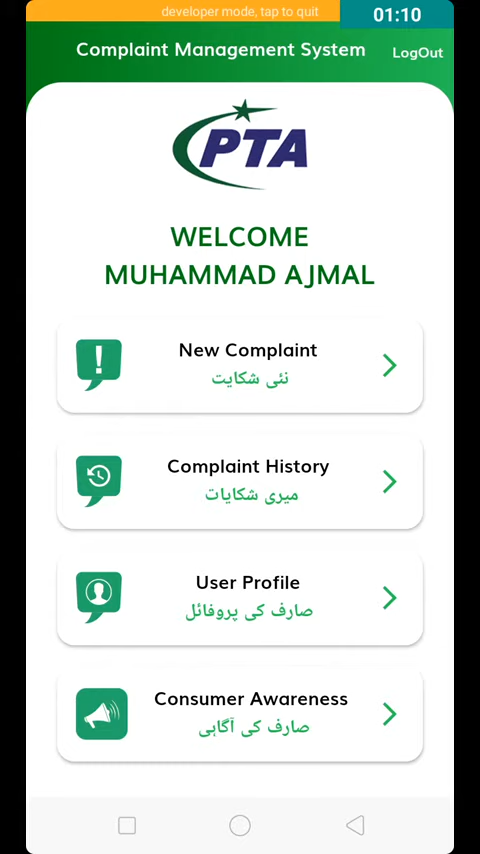 developer mode, tap to quit
01:10
Complaint Management System
LogOut
PTA
WELCOME
MUHAMMAD AJMAL
New Complaint
نئی شکایت
Complaint History
میری شکایات
User Profile
صارف کی پروفائل
Consumer Awareness
صارف کی آگاہی